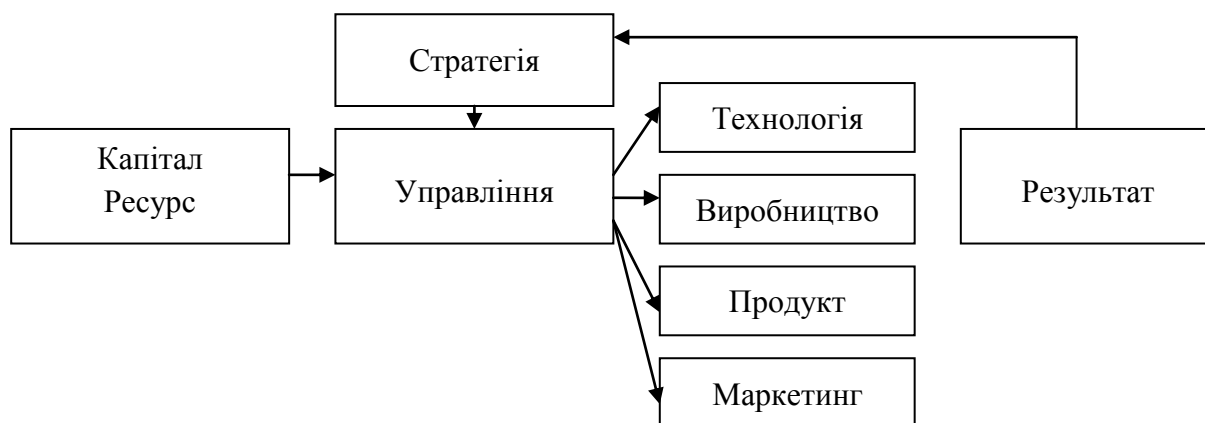 Стратегія
Капітал
Ресурс
Управління
Технологія
Виробництво
Продукт
Маркетинг
Результат